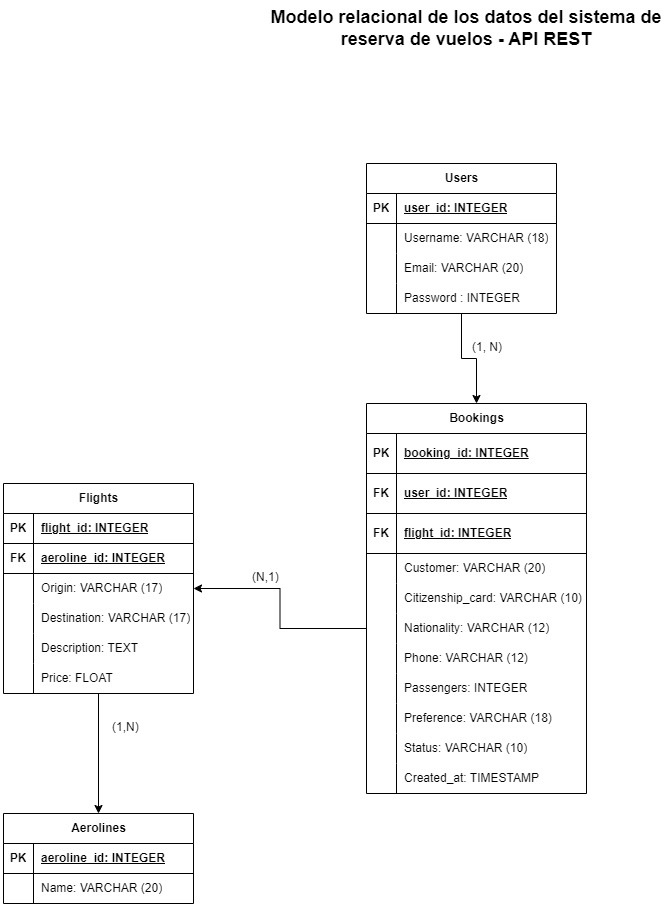 Modelo relacional de los datos del sistema de
reserva de vuelos - API REST
Users
PK user_id: INTEGER
Username: VARCHAR (18)
Email: VARCHAR (20)
Password : INTEGER
(1, N)
Bookings
PK booking_id: INTEGER
FK user_id: INTEGER
FK flight_id: INTEGER
Customer: VARCHAR (20)
Citizenship_card: VARCHAR (10)
Nationality: VARCHAR (12)
Phone: VARCHAR (12)
Passengers: INTEGER
Preference: VARCHAR (18)
Status: VARCHAR (10)
Created_at: TIMESTAMP
(N,1)
Flights
PK flight_id: INTEGER
FK aeroline_id: INTEGER
Origin: VARCHAR (17)
Destination: VARCHAR (17)
Description: TEXT
Price: FLOAT
(1,N)
Aerolines
PK aeroline_id: INTEGER
Name: VARCHAR (20)